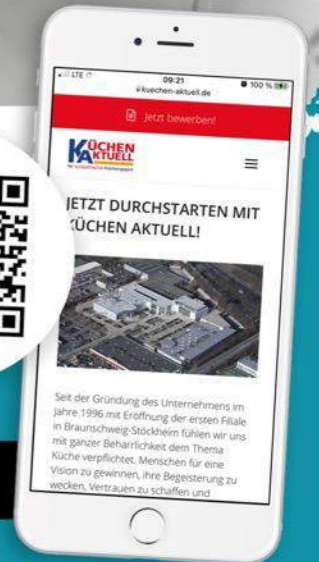 LTE
09:21
100 %
kuechen-aktuell.de
Jetzt bewerben!
KÜCHEN
AKTUELL
JETZT DURCHSTARTEN MIT
KÜCHEN AKTUELL!
Seit der Gründung des Unternehmens im
Jahre 1996 mit Eröffnung der ersten Filiale
in Braunschweig-Stöckheim fühlen wir uns
mit ganzer Beharrlichkeit dem Thema
Küche verpflichtet. Menschen für eine
Vision zu gewinnen, ihre Begeisterung zu
wecken, Vertrauen zu schaffen und